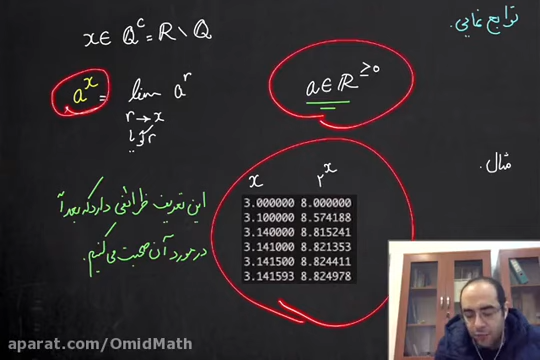 توابع نمایی.
x ∈ Q^c = R \ Q
a^x = lim a^r
r → x
گویا r
a ∈ R^≥0
مثال.
x ۲^x
3.000000 8.000000
3.100000 8.574188
3.140000 8.815241
3.141000 8.821353
3.141500 8.824411
3.141593 8.824978
این تعریف ظرافتی دارد که بعداً
در مورد آن صحبت می‌کنیم.
aparat.com/OmidMath